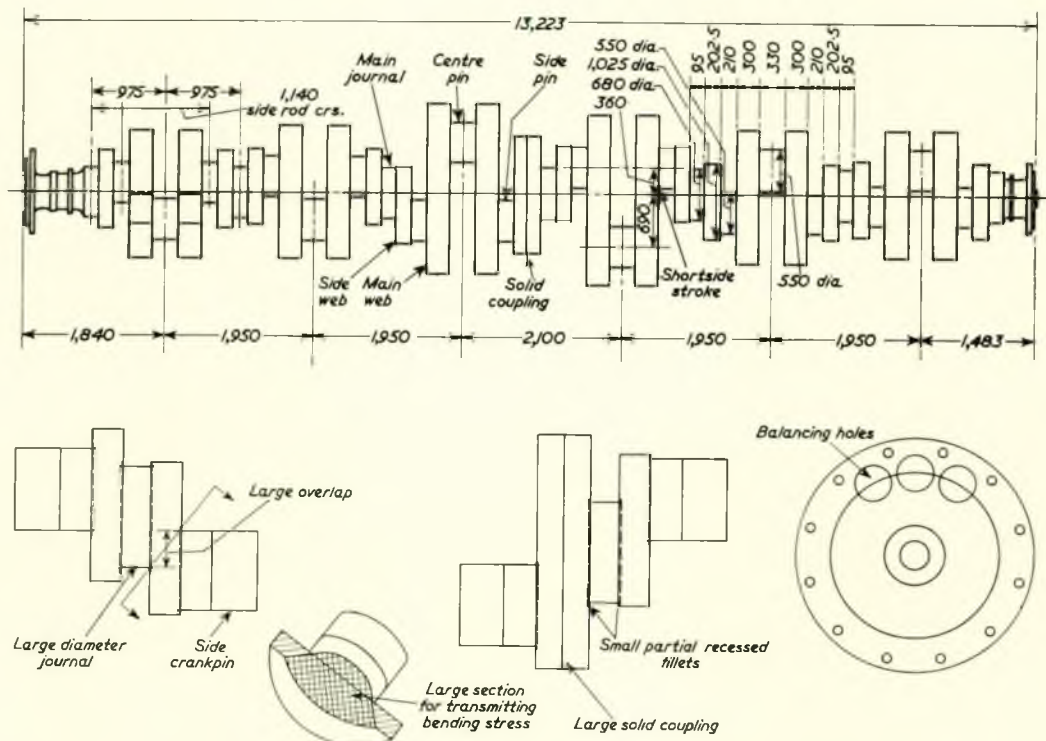 13,223
975
975
1,140
side rod crs.
Main
journal
Centre
pin
Side
pin
550 dia.
1,025 dia.
680 dia.
360
95
202·5
210
300
330
300
210
202·5
95
690
Side
web
Main
web
Solid
coupling
Shortside
stroke
550 dia.
1,840
1,950
1,950
2,100
1,950
1,950
1,483
Large overlap
Large diameter
journal
Side
crankpin
Large section
for transmitting
bending stress
Small partial recessed
fillets
Large solid coupling
Balancing holes